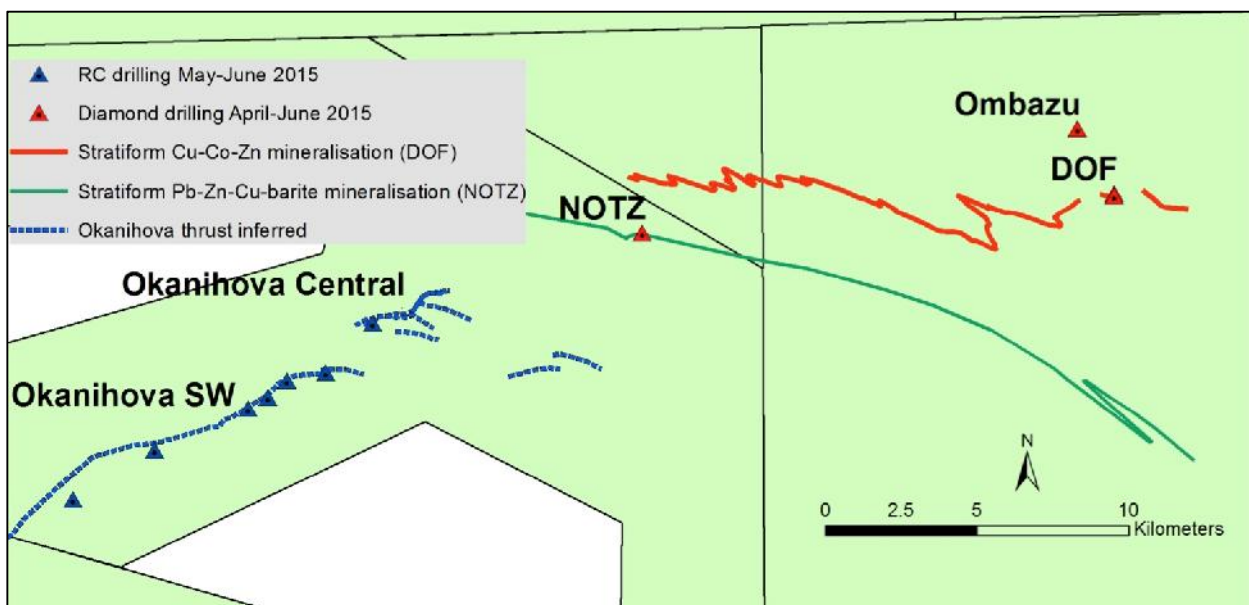 RC drilling May-June 2015
Diamond drilling April-June 2015
Stratiform Cu-Co-Zn mineralisation (DOF)
Stratiform Pb-Zn-Cu-barite mineralisation (NOTZ)
Okanihova thrust inferred
Ombazu
DOF
NOTZ
Okanihova Central
Okanihova SW
N
0 2.5 5 10
Kilometers